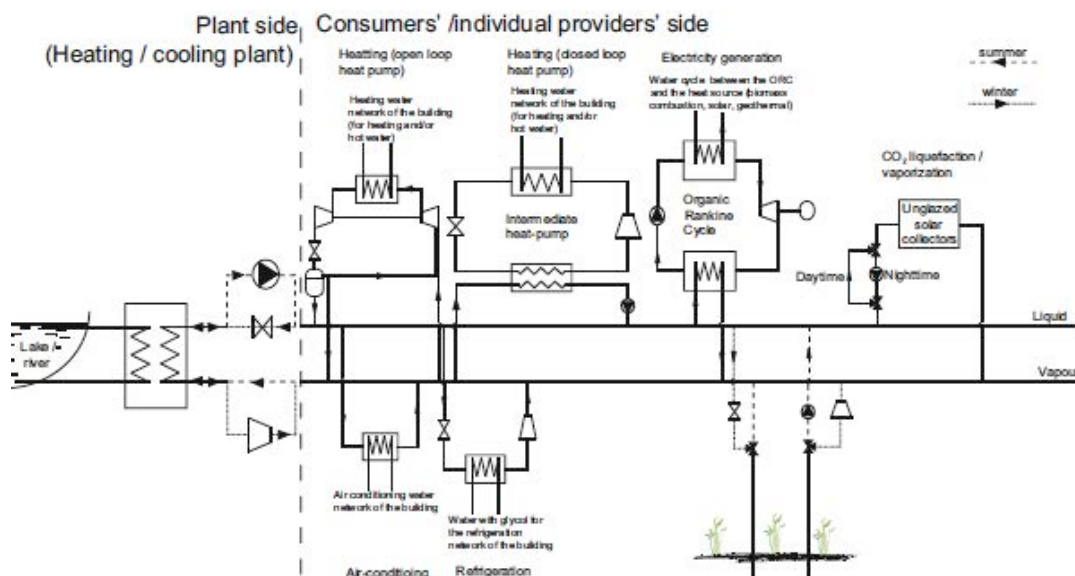 Plant side
(Heating / cooling plant)
Consumers' /individual providers' side
Heatting (open loop
heat pump)
Heating water
network of the building
(for heating and/or
hot water)
Heating (closed loop
heat pump)
Heating water
network of the building
(for heating and/or
hot water)
Electricity generation
Water cycle between the ORC
and the heat source (biomass
combustion, solar, geothermal)
summer
winter
CO2 liquefaction /
vaporization
Unglazed
solar
collectors
Intermediate
heat-pump
Organic
Rankine
Cycle
Daytime
Nighttime
Liquid
Lake /
river
Vapou
Air conditioning water
network of the building
Water with glycol for
the refrigeration
network of the building
Air-conditioing
Refrigeration